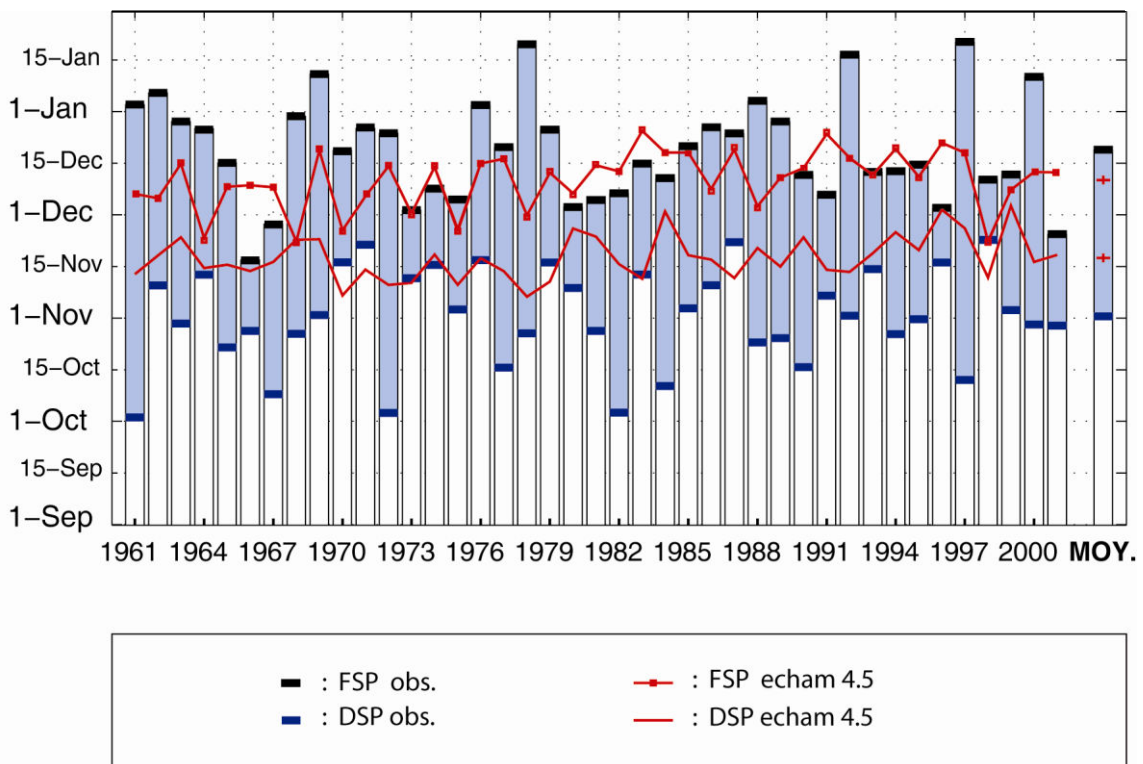 15-Jan
1-Jan
15-Dec
1-Dec
15-Nov
1-Nov
15-Oct
1-Oct
15-Sep
1-Sep
1961 1964 1967 1970 1973 1976 1979 1982 1985 1988 1991 1994 1997 2000 MOY.
: FSP obs. : FSP echam 4.5
: DSP obs. : DSP echam 4.5